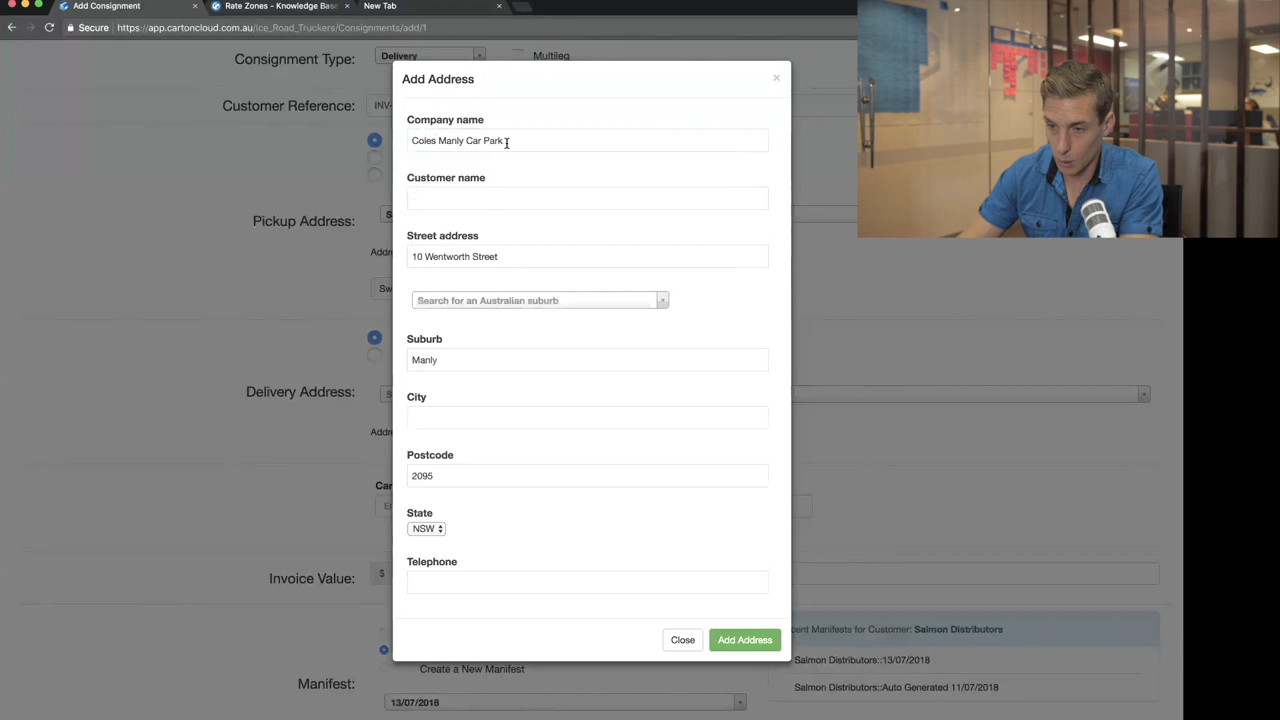 Add Consignment
Rate Zones - Knowledge Base
New Tab
Secure https://app.cartoncloud.com.au/Ice_Road_Truckers/Consignments/add/1
Consignment Type:
Delivery
Multileg
Add Address
×
Customer Reference:
INV-
Company name
Coles Manly Car Park
Customer name
Pickup Address:
Street address
10 Wentworth Street
Search for an Australian suburb
Suburb
Manly
Delivery Address:
City
Postcode
2095
State
NSW
Telephone
Invoice Value:
$
Close
Add Address
ent Manifests for Customer: Salmon Distributors
Salmon Distributors::13/07/2018
Create a New Manifest
Manifest:
Salmon Distributors::Auto Generated 11/07/2018
13/07/2018